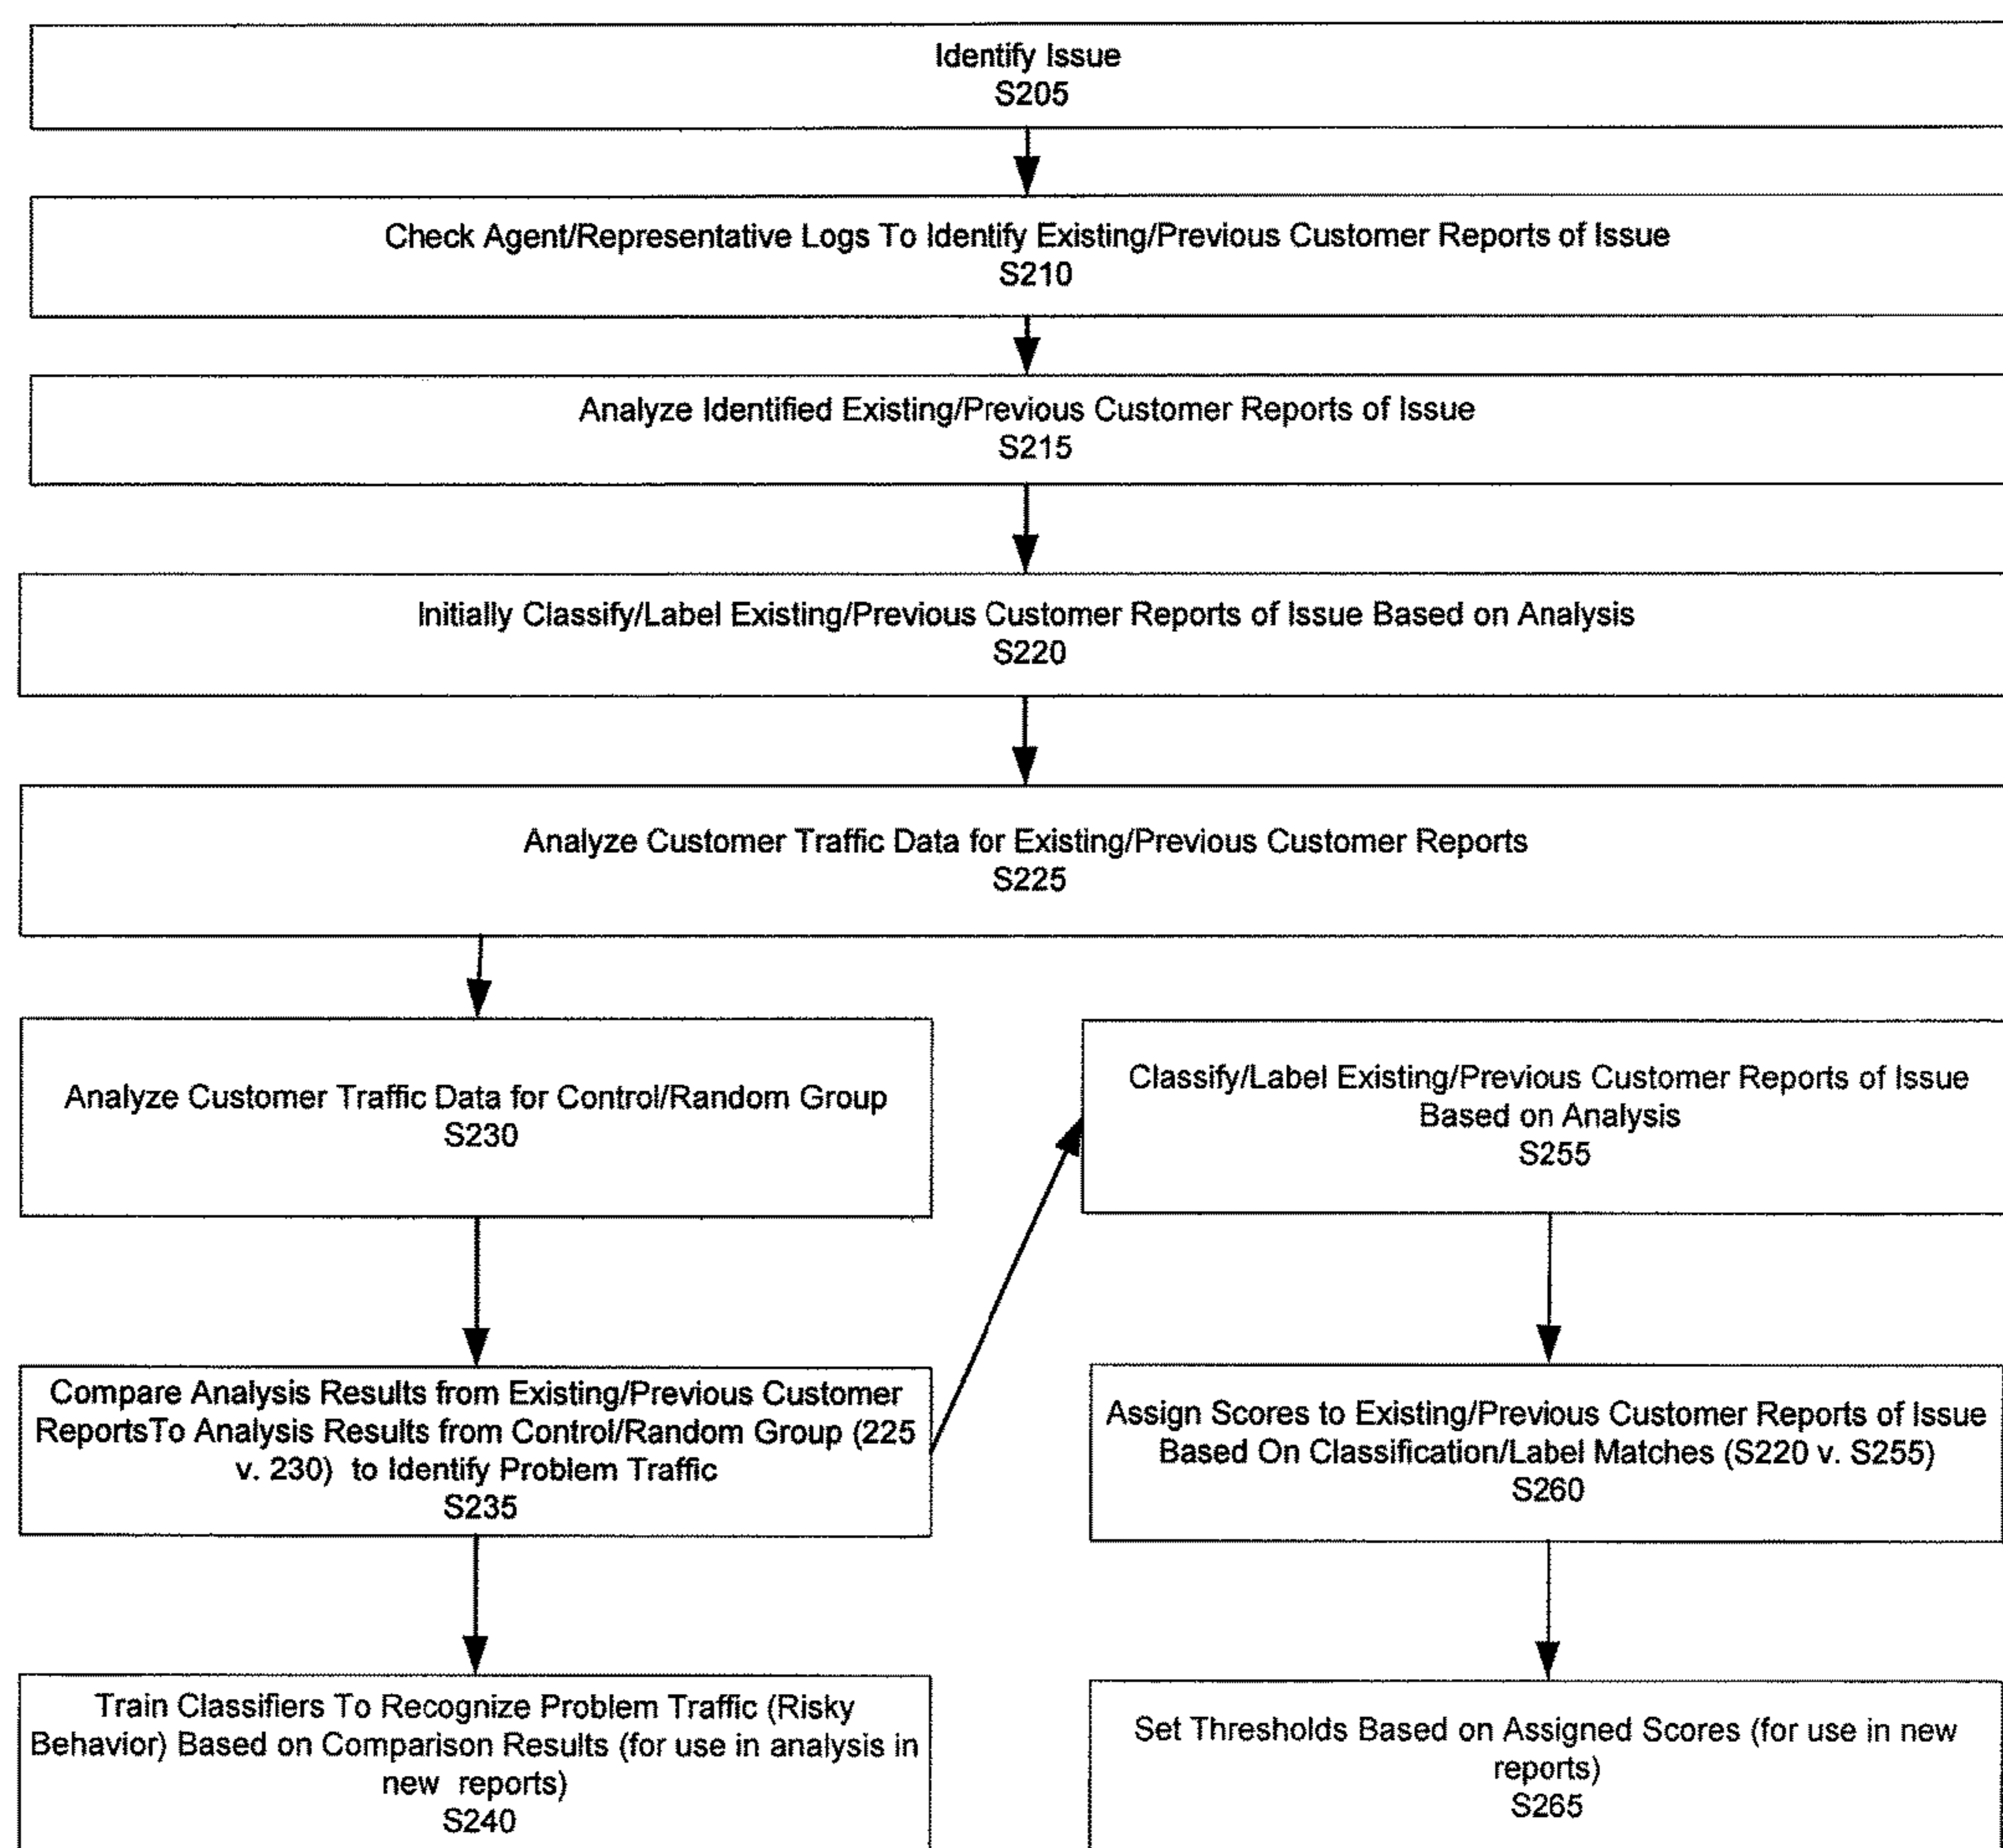 Identify Issue
S205
Check Agent/Representative Logs To Identify Existing/Previous Customer Reports of Issue
S210
Analyze Identified Existing/Previous Customer Reports of Issue
S215
Initially Classify/Label Existing/Previous Customer Reports of Issue Based on Analysis
S220
Analyze Customer Traffic Data for Existing/Previous Customer Reports
S225
Analyze Customer Traffic Data for Control/Random Group
S230
Compare Analysis Results from Existing/Previous Customer
ReportsTo Analysis Results from Control/Random Group (225
v. 230) to Identify Problem Traffic
S235
Train Classifiers To Recognize Problem Traffic (Risky
Behavior) Based on Comparison Results (for use in analysis in
new reports)
S240
Classify/Label Existing/Previous Customer Reports of Issue
Based on Analysis
S255
Assign Scores to Existing/Previous Customer Reports of Issue
Based On Classification/Label Matches (S220 v. S255)
S260
Set Thresholds Based on Assigned Scores (for use in new
reports)
S265